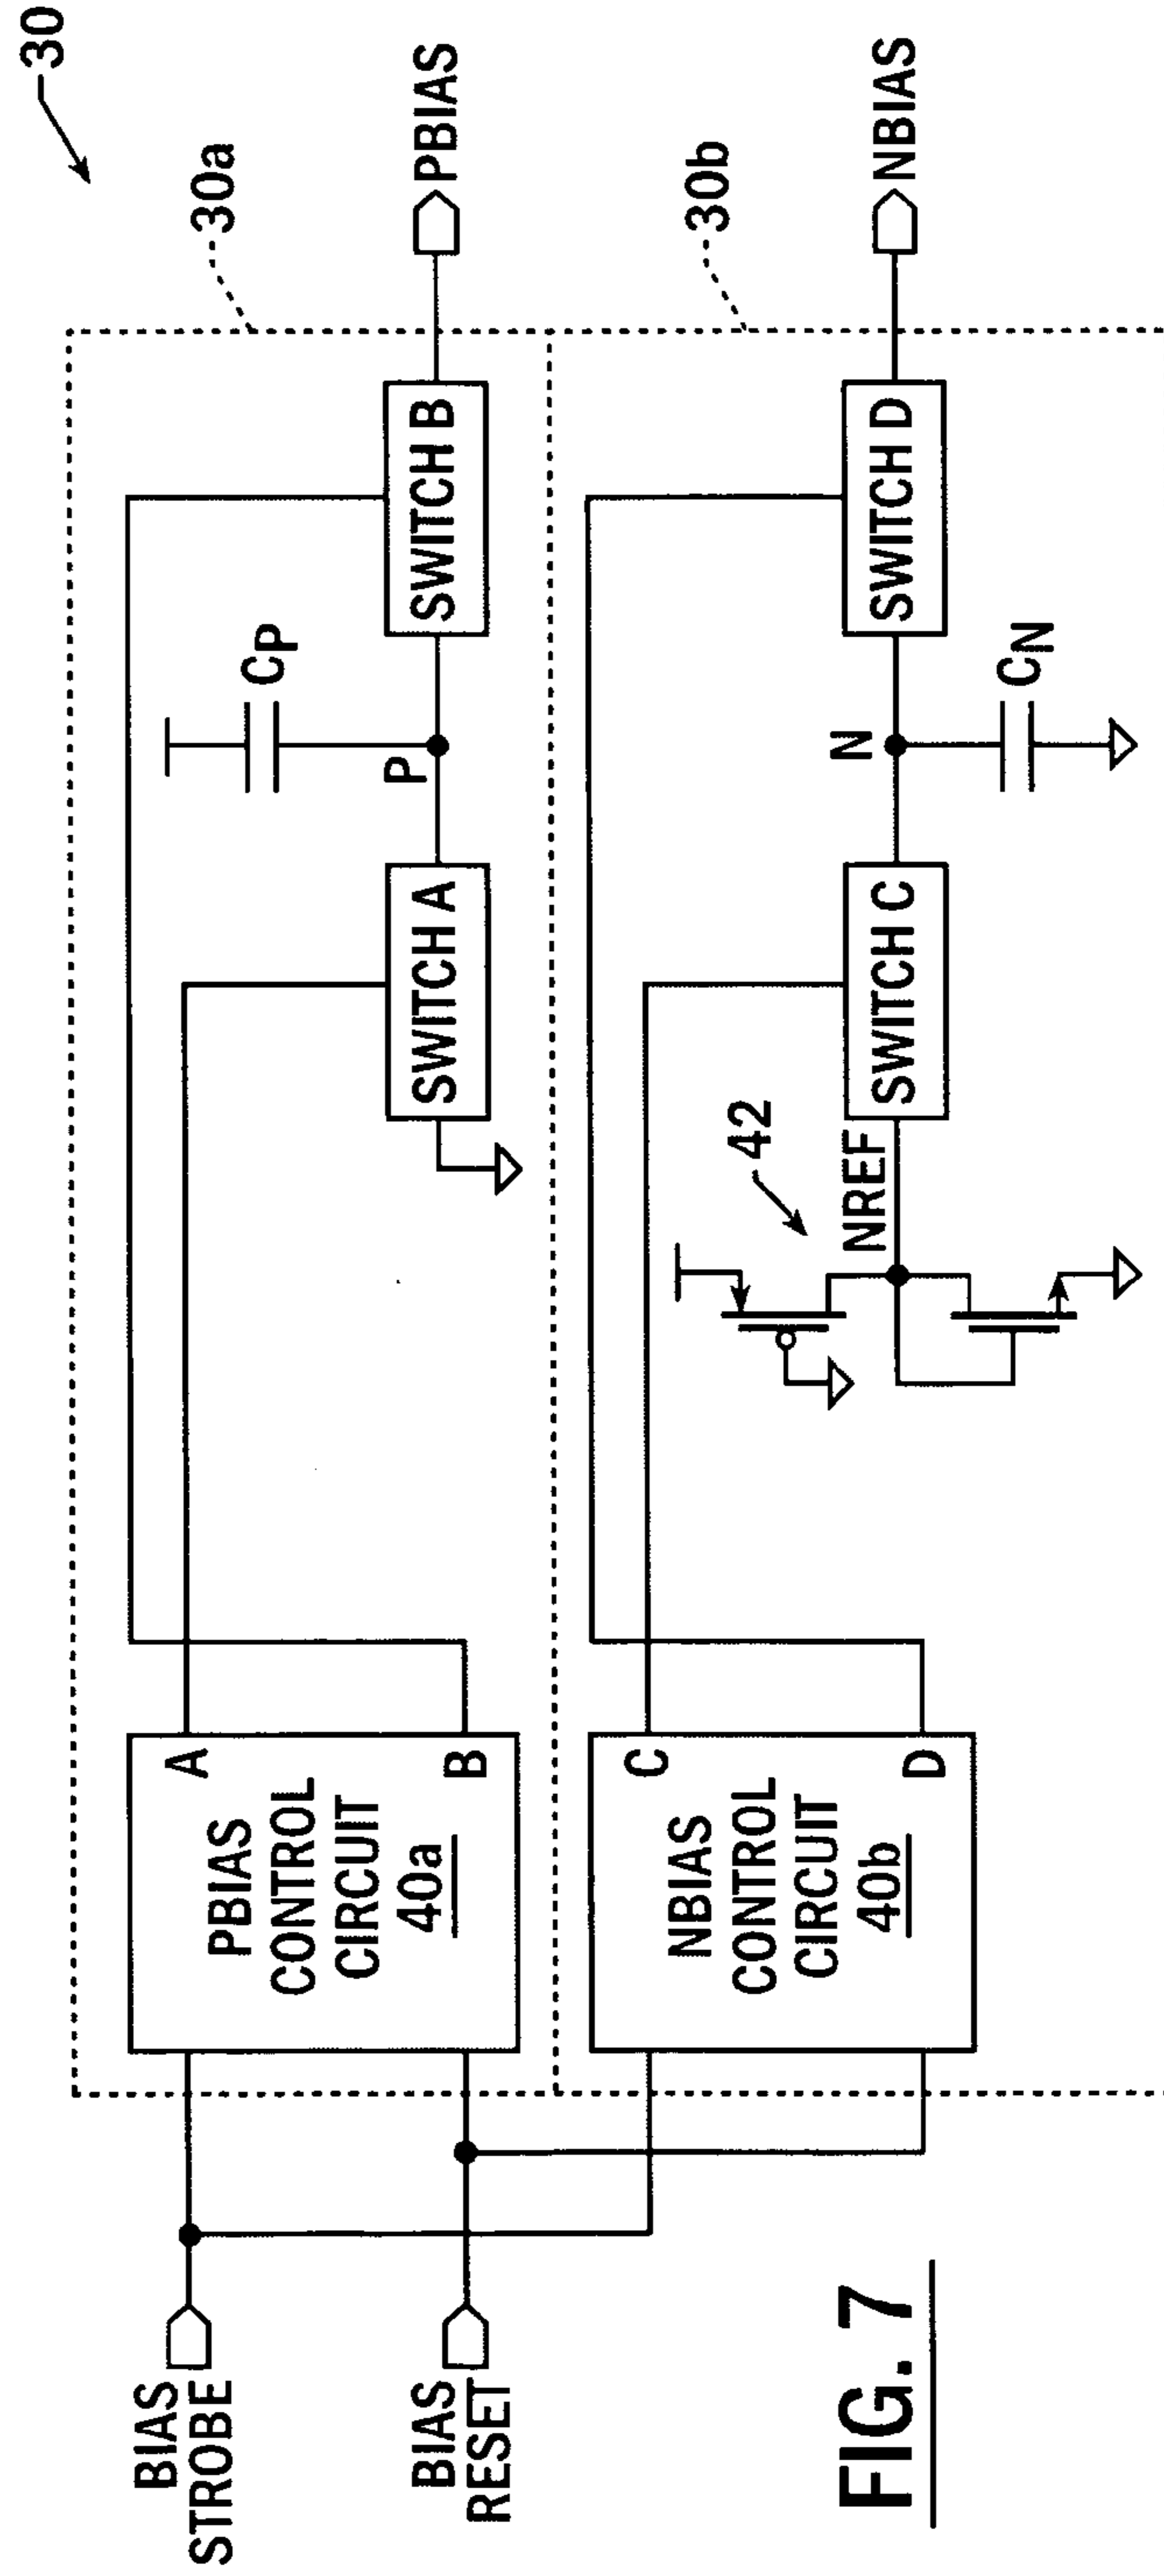 30
30a
BIAS
STROBE
BIAS
RESET
PBIAS
CONTROL
CIRCUIT
40a
A
B
SWITCH A
P
CP
SWITCH B
PBIAS
30b
NBIAS
CONTROL
CIRCUIT
40b
C
D
42
NREF
SWITCH C
N
CN
SWITCH D
NBIAS
FIG. 7